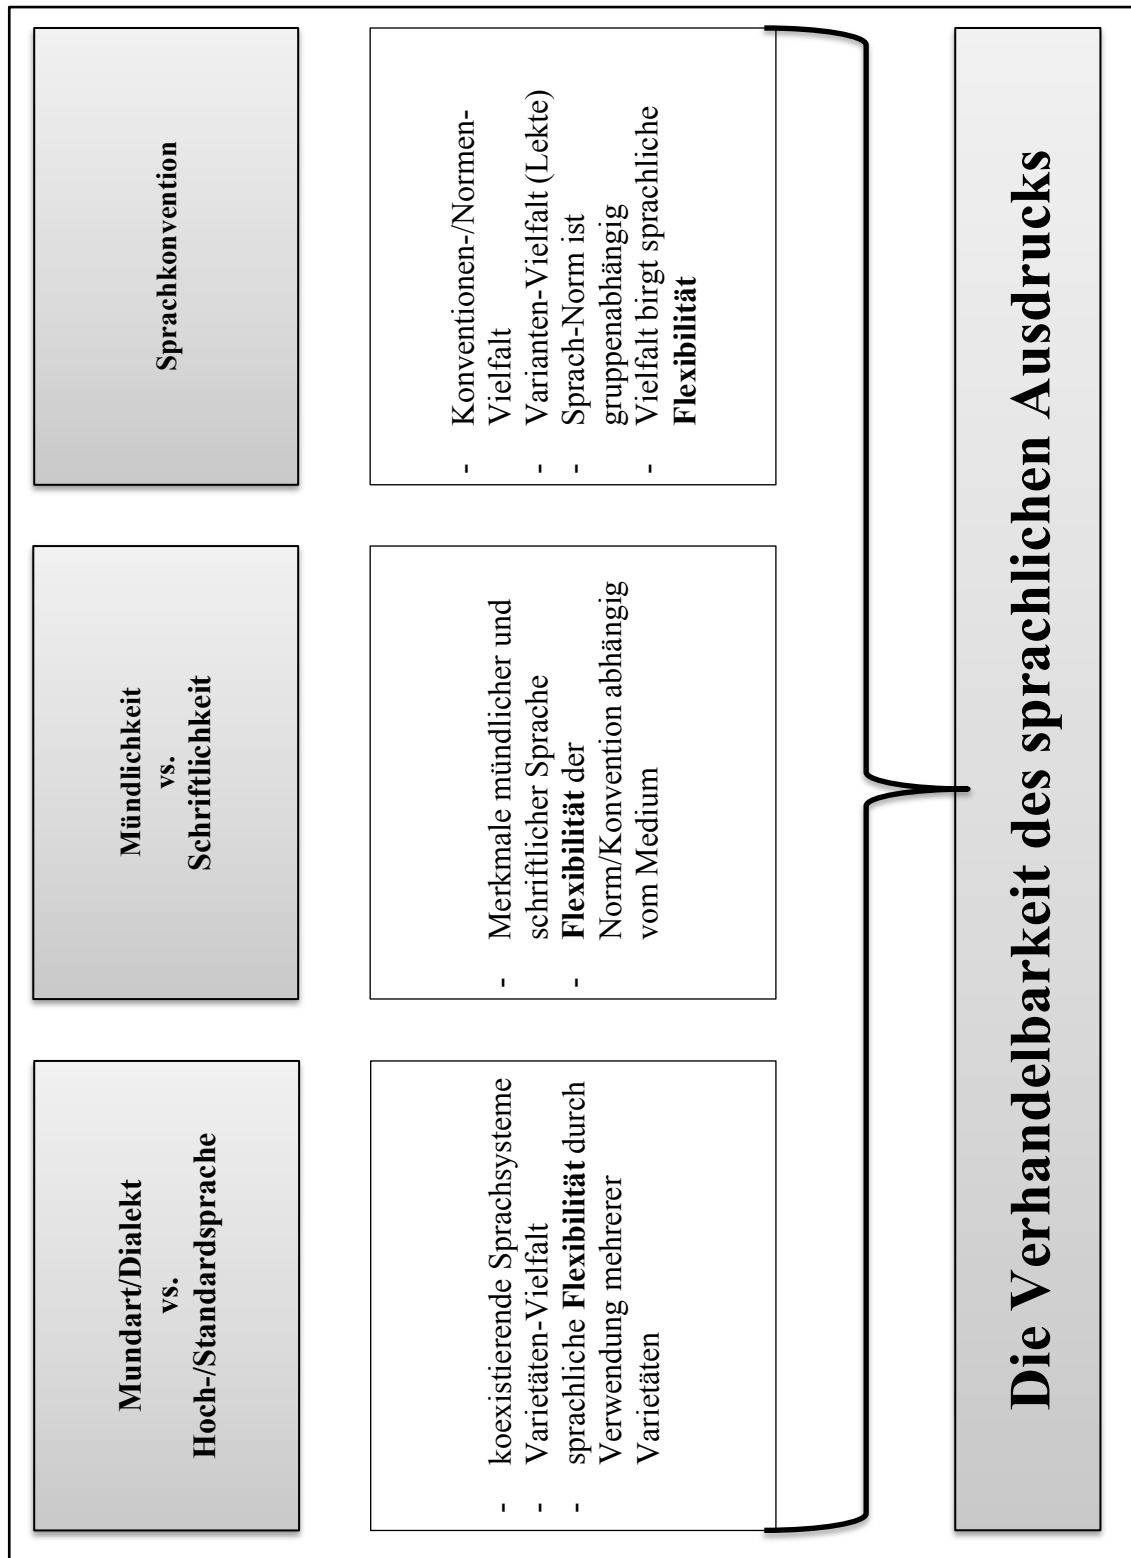 Mundart/Dialekt
vs.
Hoch-/Standardsprache
- koexistierende Sprachsysteme
- Varietäten-Vielfalt
- sprachliche Flexibilität durch
Verwendung mehrerer
Varietäten
Mündlichkeit
vs.
Schriftlichkeit
- Merkmale mündlicher und
schriftlicher Sprache
- Flexibilität der
Norm/Konvention abhängig
vom Medium
Sprachkonvention
- Konventionen-/Normen-
Vielfalt
- Varianten-Vielfalt (Lekte)
- Sprach-Norm ist
gruppenabhängig
- Vielfalt birgt sprachliche
Flexibilität
Die Verhandelbarkeit des sprachlichen Ausdrucks